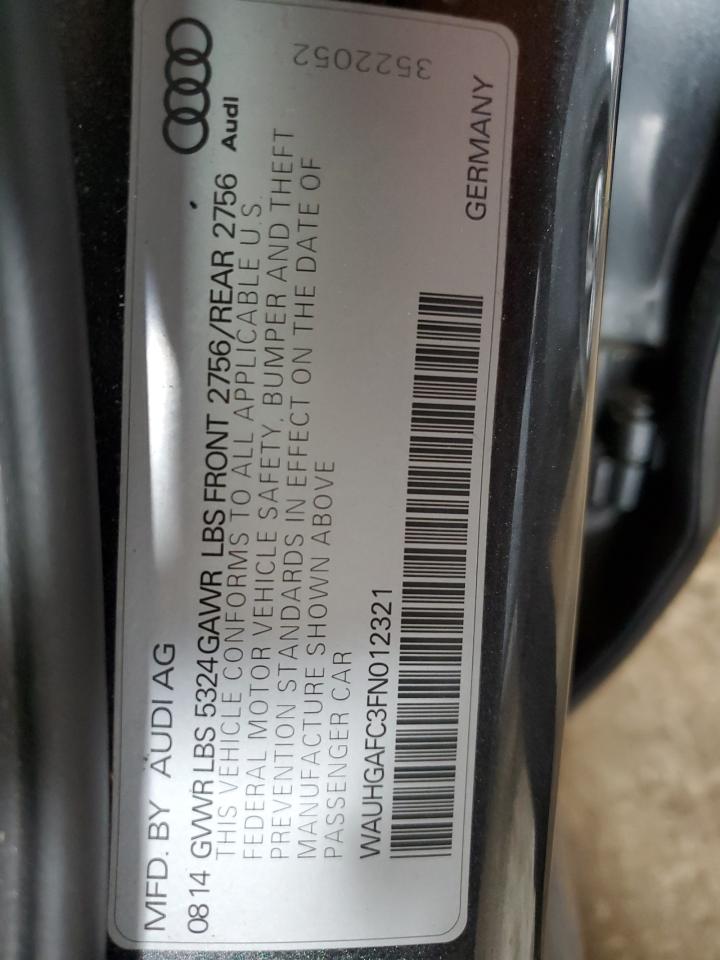 MFD. BY AUDI AG
Audi
0814 GVWR LBS 5324 GAWR LBS FRONT 2756/REAR 2756
THIS VEHICLE CONFORMS TO ALL APPLICABLE U.S.
FEDERAL MOTOR VEHICLE SAFETY, BUMPER AND THEFT
PREVENTION STANDARDS IN EFFECT ON THE DATE OF
MANUFACTURE SHOWN ABOVE
PASSENGER CAR
3522052
WAUHGAFC3FN012321
GERMANY